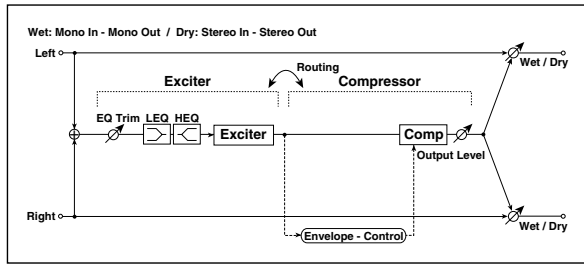 Wet: Mono In - Mono Out / Dry: Stereo In - Stereo Out
Left
Wet / Dry
Routing
Exciter
Compressor
EQ Trim
LEQ
HEQ
Exciter
Comp
Output Level
Right
Wet / Dry
Envelope - Control